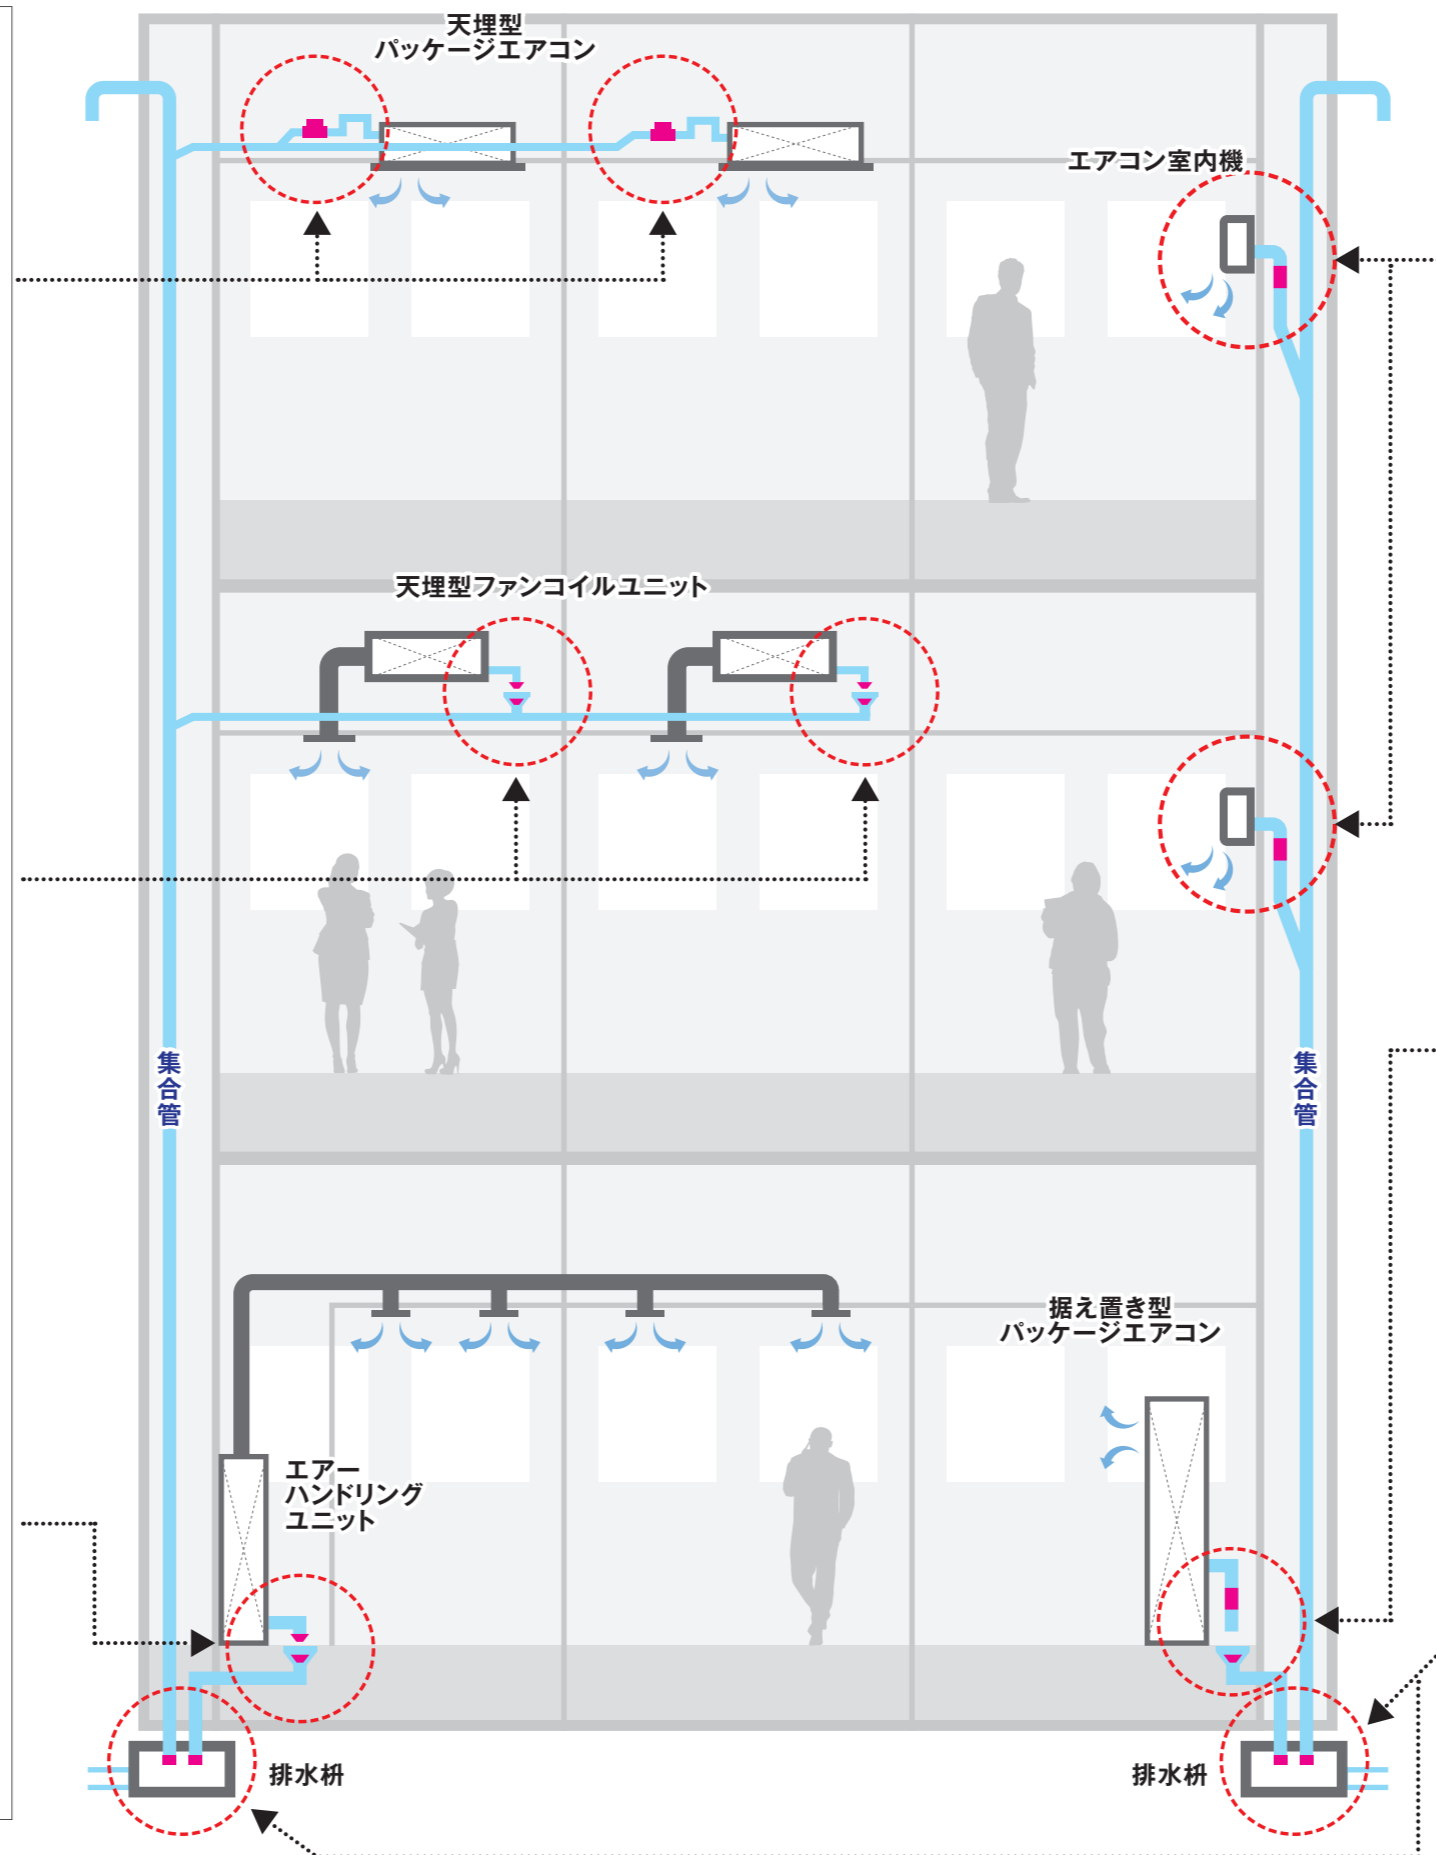 天埋型
パッケージエアコン
エアコン室内機
天埋型ファンコイルユニット
集合管
集合管
据え置き型
パッケージエアコン
エアー
ハンドリング
ユニット
排水枡
排水枡